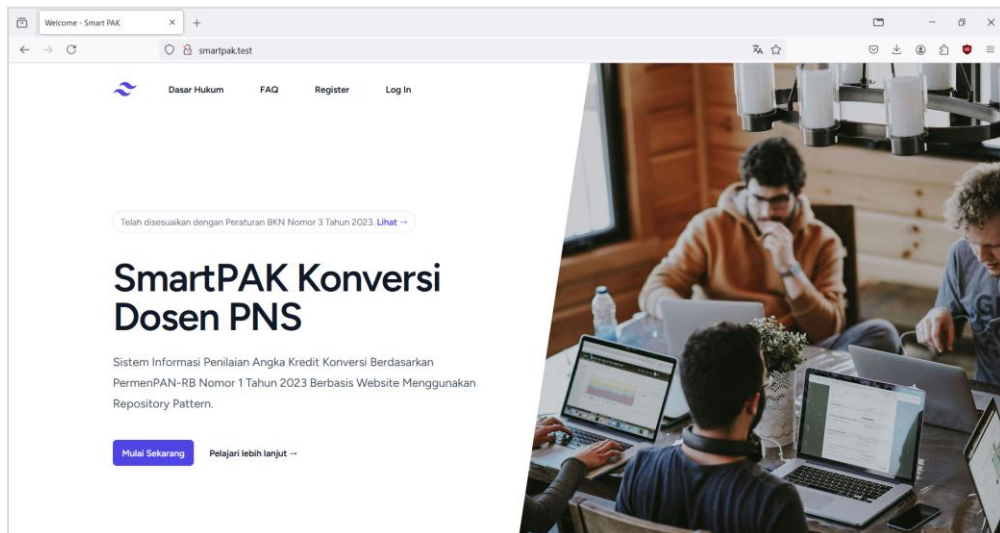 Welcome - Smart PAK
smartpak.test
Dasar Hukum FAQ Register Log In
Telah disesuaikan dengan Peraturan BKN Nomor 3 Tahun 2023. Lihat →
SmartPAK Konversi
Dosen PNS
Sistem Informasi Penilaian Angka Kredit Konversi Berdasarkan
PermenPAN-RB Nomor 1 Tahun 2023 Berbasis Website Menggunakan
Repository Pattern.
Mulai Sekarang Pelajari lebih lanjut →